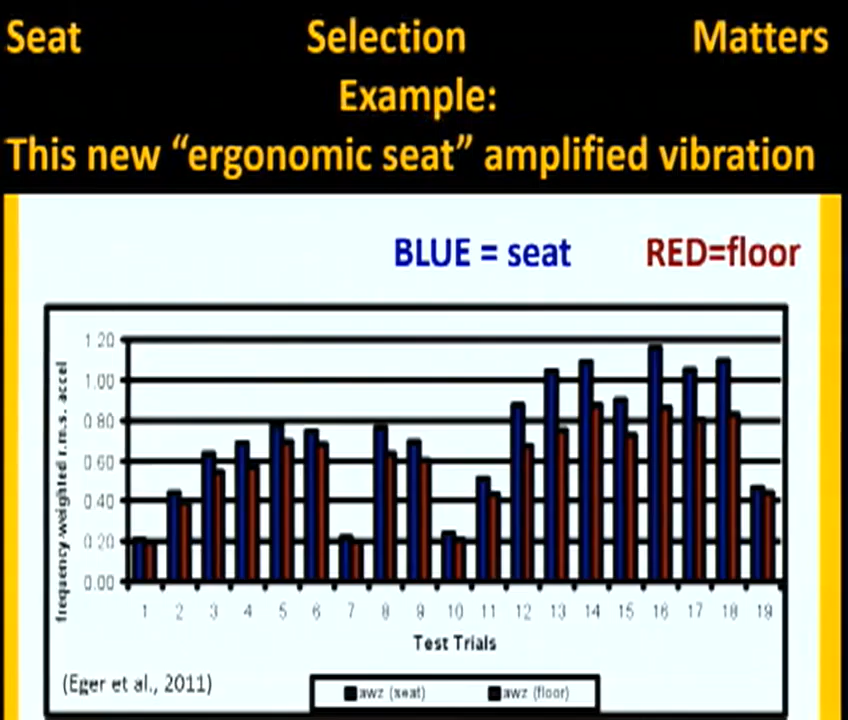 Seat Selection Matters
Example:
This new “ergonomic seat” amplified vibration
BLUE = seat RED=floor
frequency-weighted r.m.s. accel
1.20
1.00
0.80
0.60
0.40
0.20
0.00
1 2 3 4 5 6 7 8 9 10 11 12 13 14 15 16 17 18 19
Test Trials
(Eger et al., 2011)
awz (seat) awz (floor)